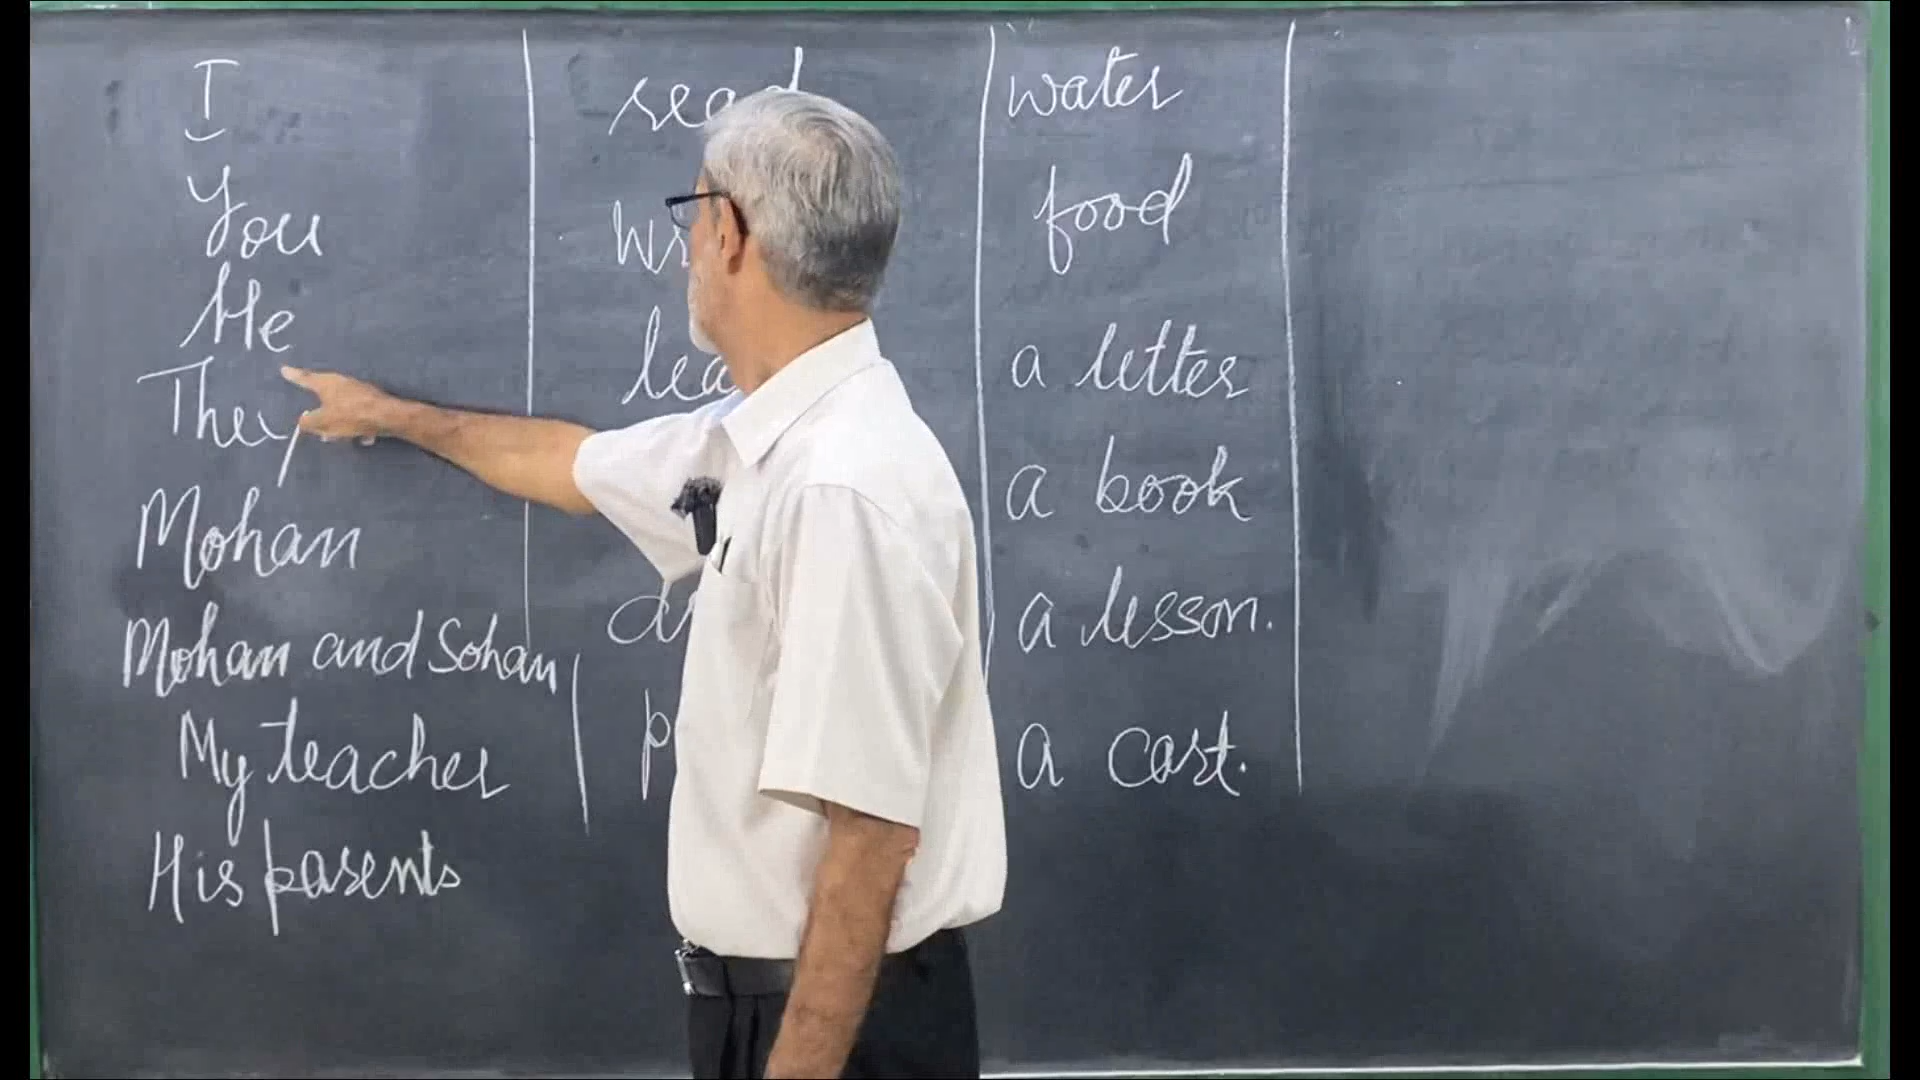 I
You
He
They
Mohan
Mohan and Sohan
My teacher
His parents
read
water
food
a letter
a book
a lesson.
a cart.